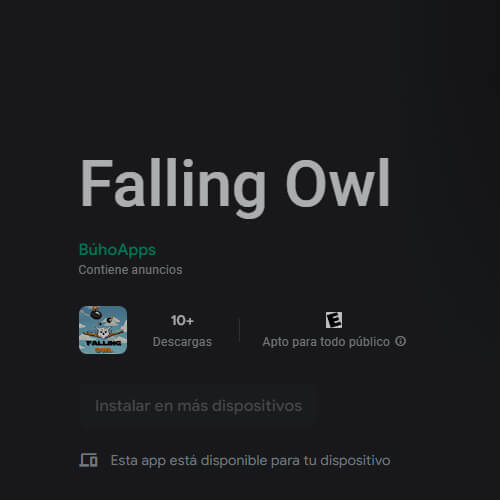 Falling Owl
BúhoApps
Contiene anuncios
FALLING
OWL
10+
Descargas
E
Apto para todo público
Instalar en más dispositivos
Esta app está disponible para tu dispositivo